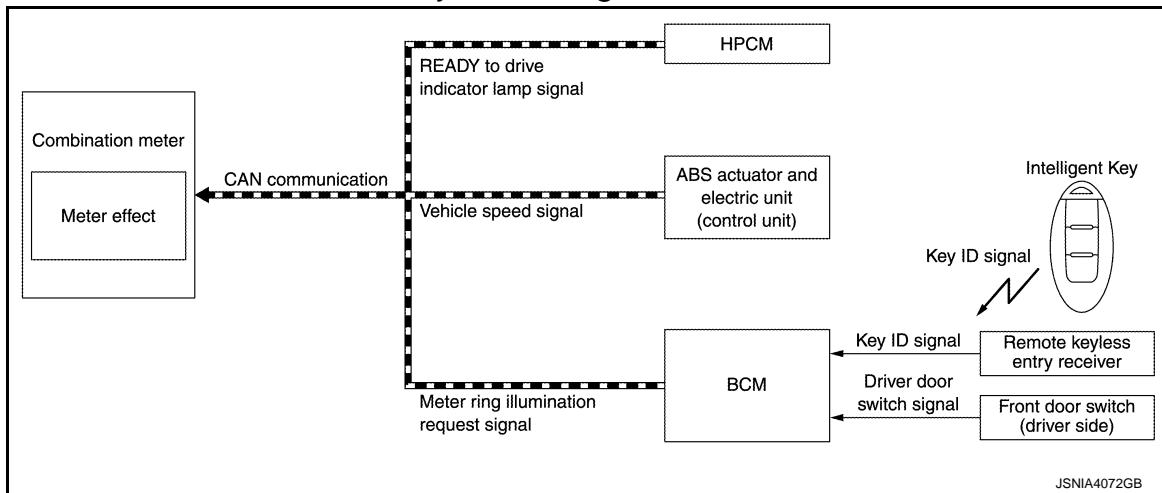 HPCM
READY to drive
indicator lamp signal
Combination meter
Meter effect
CAN communication
Vehicle speed signal
ABS actuator and
electric unit
(control unit)
Intelligent Key
Key ID signal
Key ID signal
Remote keyless
entry receiver
BCM
Driver door
switch signal
Front door switch
(driver side)
Meter ring illumination
request signal
JSNIA4072GB